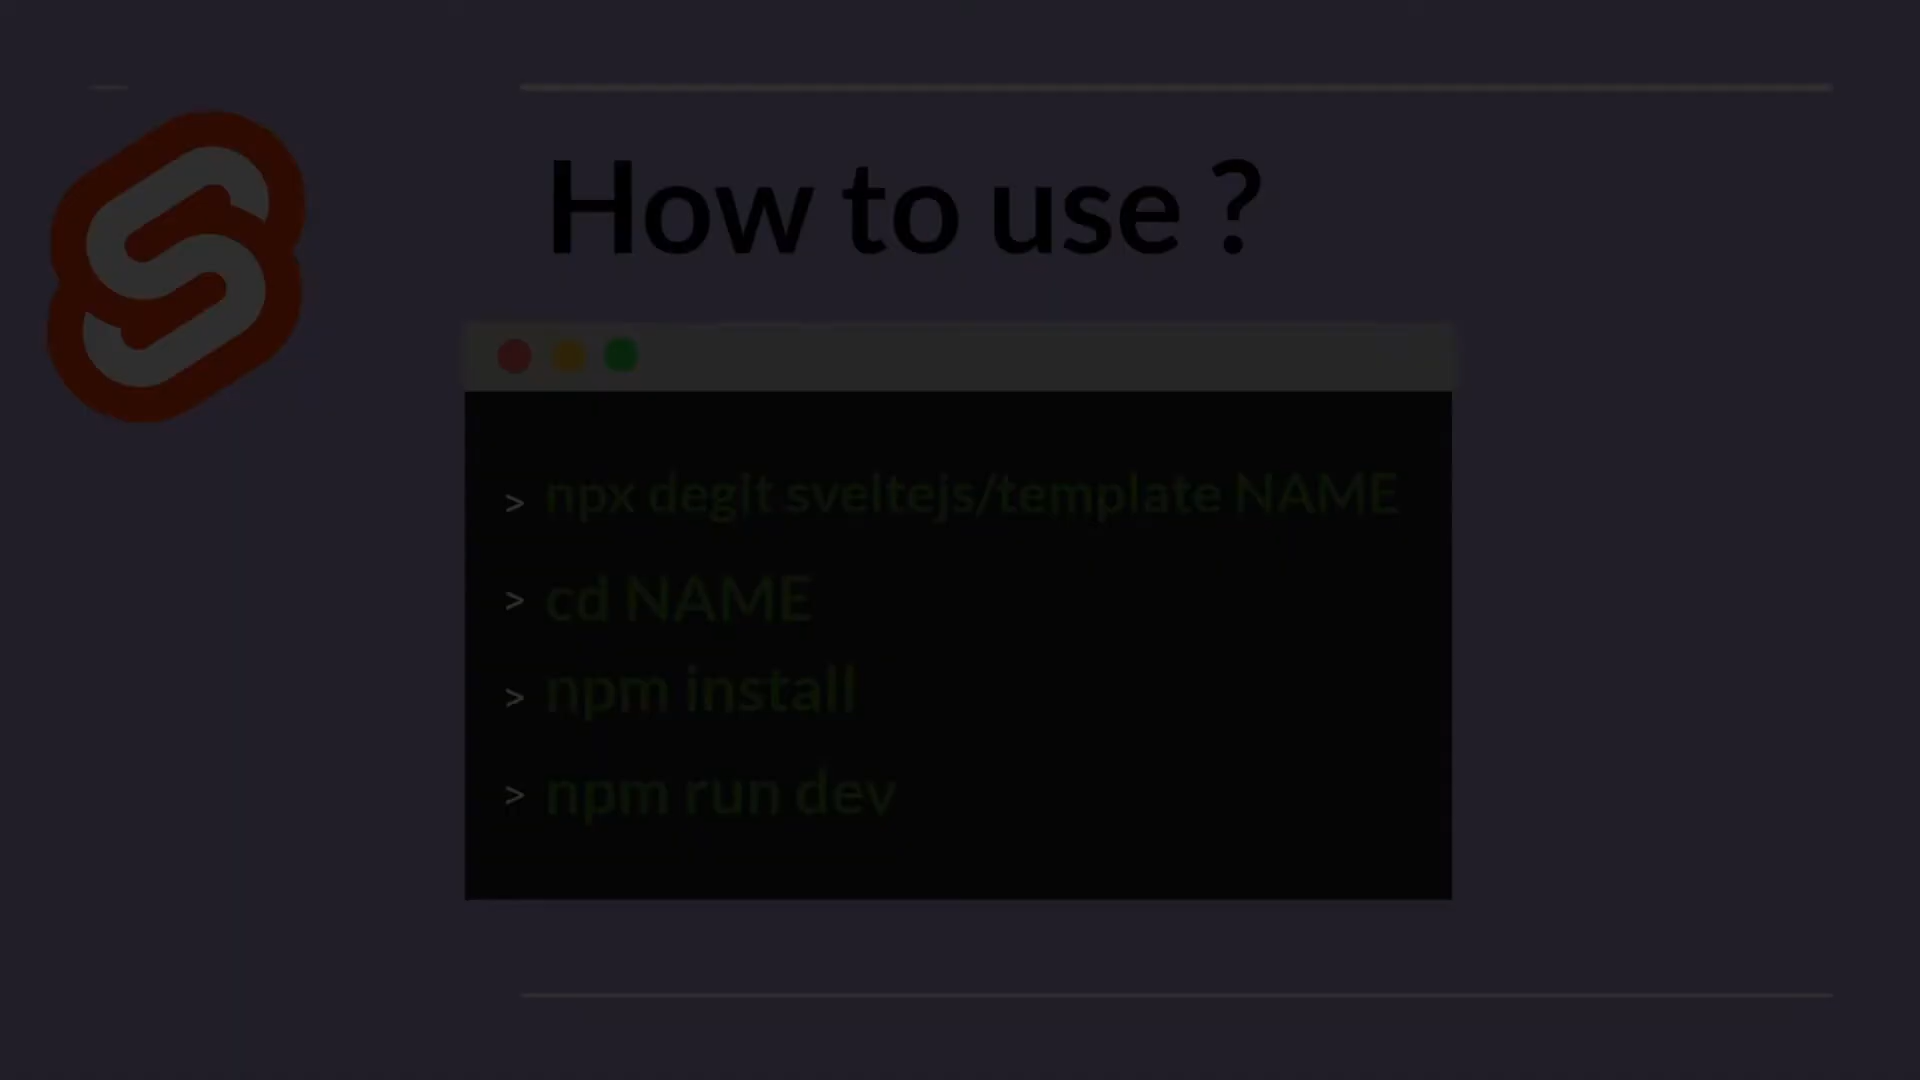 How to use ?
> npx degit sveltejs/template NAME
> cd NAME
> npm install
> npm run dev